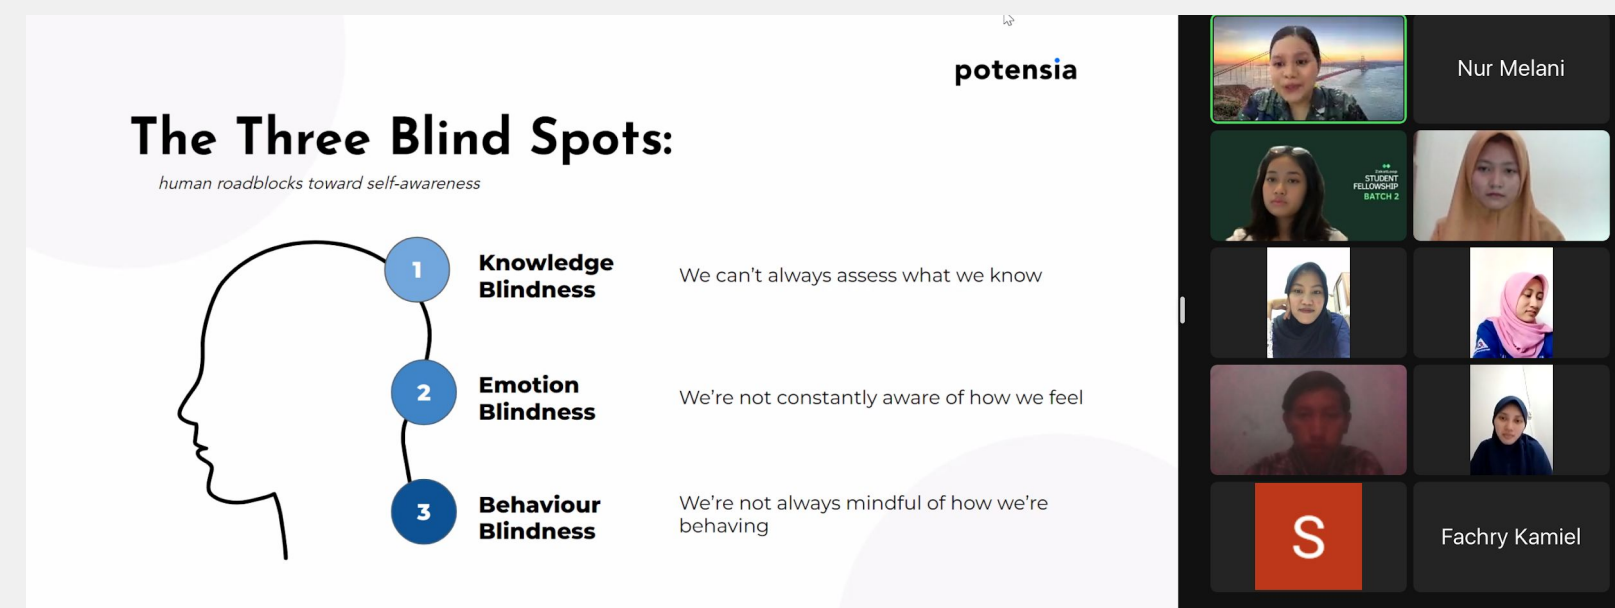 potensia
The Three Blind Spots:
human roadblocks toward self-awareness
1
Knowledge
Blindness
We can’t always assess what we know
2
Emotion
Blindness
We’re not constantly aware of how we feel
3
Behaviour
Blindness
We’re not always mindful of how we’re
behaving
Nur Melani
STUDENT
FELLOWSHIP
BATCH 2
S
Fachry Kamiel